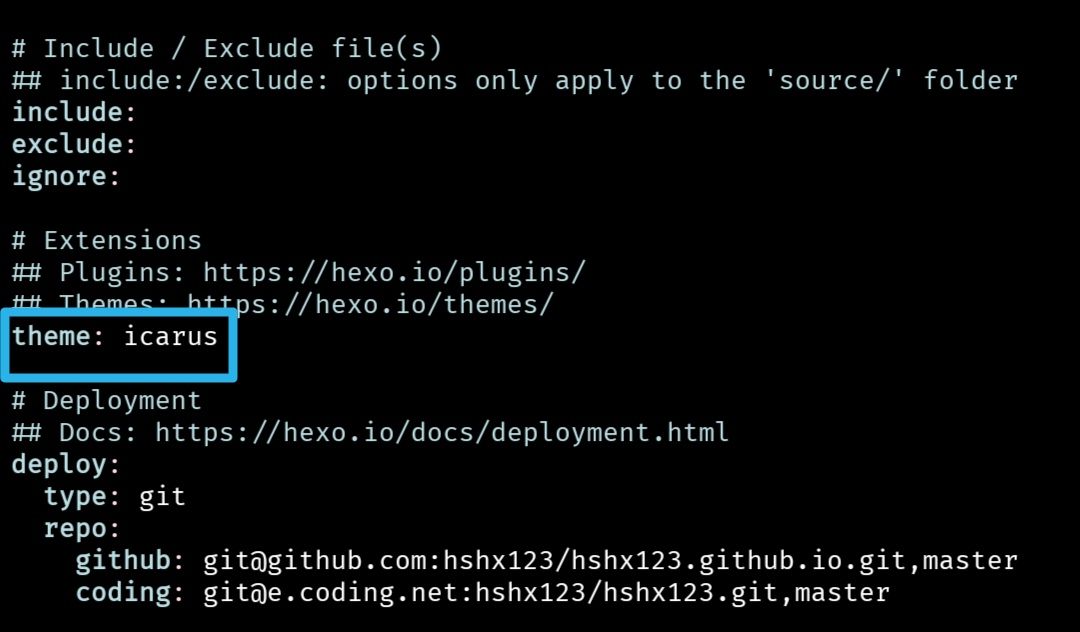 # Include / Exclude file(s)
## include:/exclude: options only apply to the 'source/' folder
include:
exclude:
ignore:
# Extensions
## Plugins: https://hexo.io/plugins/
## Themes: https://hexo.io/themes/
theme: icarus
# Deployment
## Docs: https://hexo.io/docs/deployment.html
deploy:
  type: git
  repo:
    github: git@github.com:hshx123/hshx123.github.io.git,master
    coding: git@e.coding.net:hshx123/hshx123.git,master